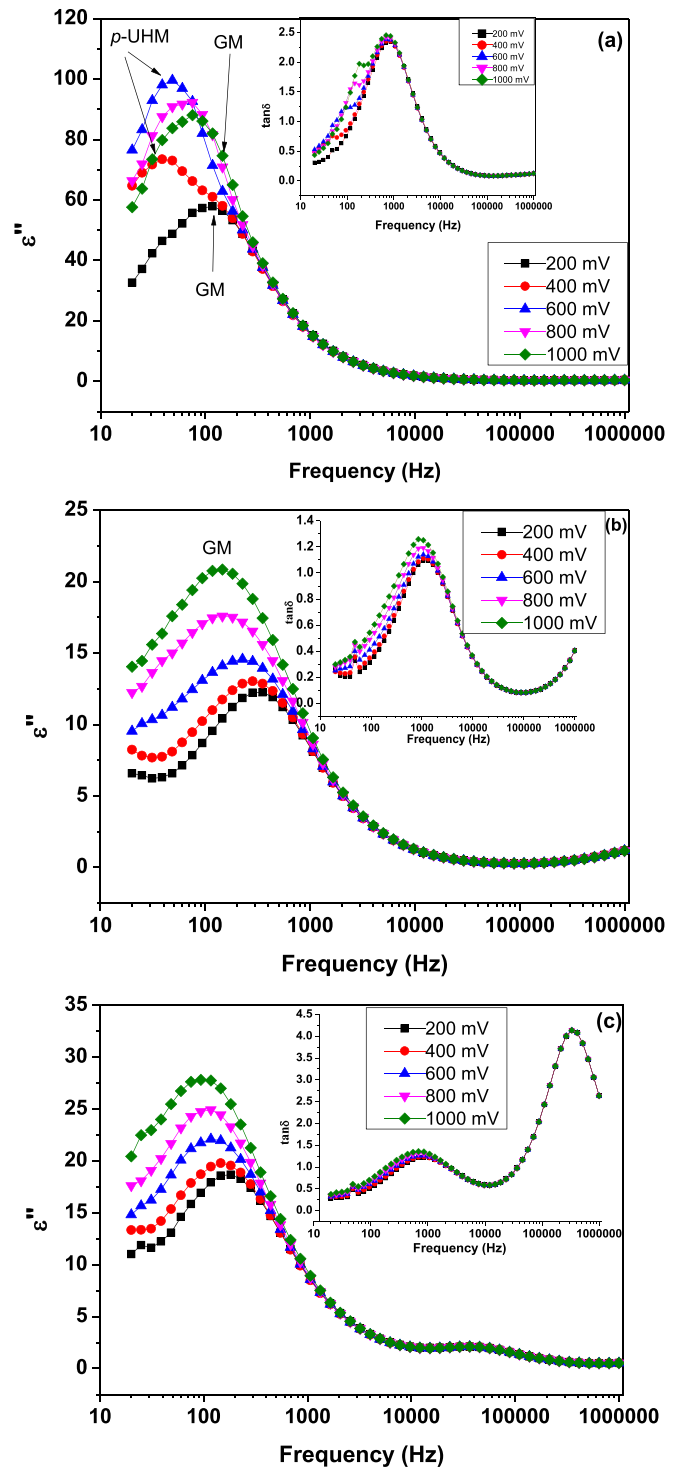 p-UHM
GM
(a)
ε"
120
100
80
60
40
20
0
GM
10 100 1000 10000 100000 1000000
Frequency (Hz)
200 mV
400 mV
600 mV
800 mV
1000 mV
tanδ
2.5
2.0
1.5
1.0
0.5
0.0
10 100 1000 10000 100000 1000000
Frequency (Hz)
200 mV
400 mV
600 mV
800 mV
1000 mV
(b)
GM
ε"
25
20
15
10
5
0
10 100 1000 10000 100000 1000000
Frequency (Hz)
tanδ
1.4
1.2
1.0
0.8
0.6
0.4
0.2
0.0
10 100 1000 10000 100000 1000000
Frequency (Hz)
200 mV
400 mV
600 mV
800 mV
1000 mV
(c)
ε"
35
30
25
20
15
10
5
0
10 100 1000 10000 100000 1000000
Frequency (Hz)
200 mV
400 mV
600 mV
800 mV
1000 mV
tanδ
4.5
4.0
3.5
3.0
2.5
2.0
1.5
1.0
0.5
0.0
10 100 1000 10000 100000 1000000
Frequency (Hz)